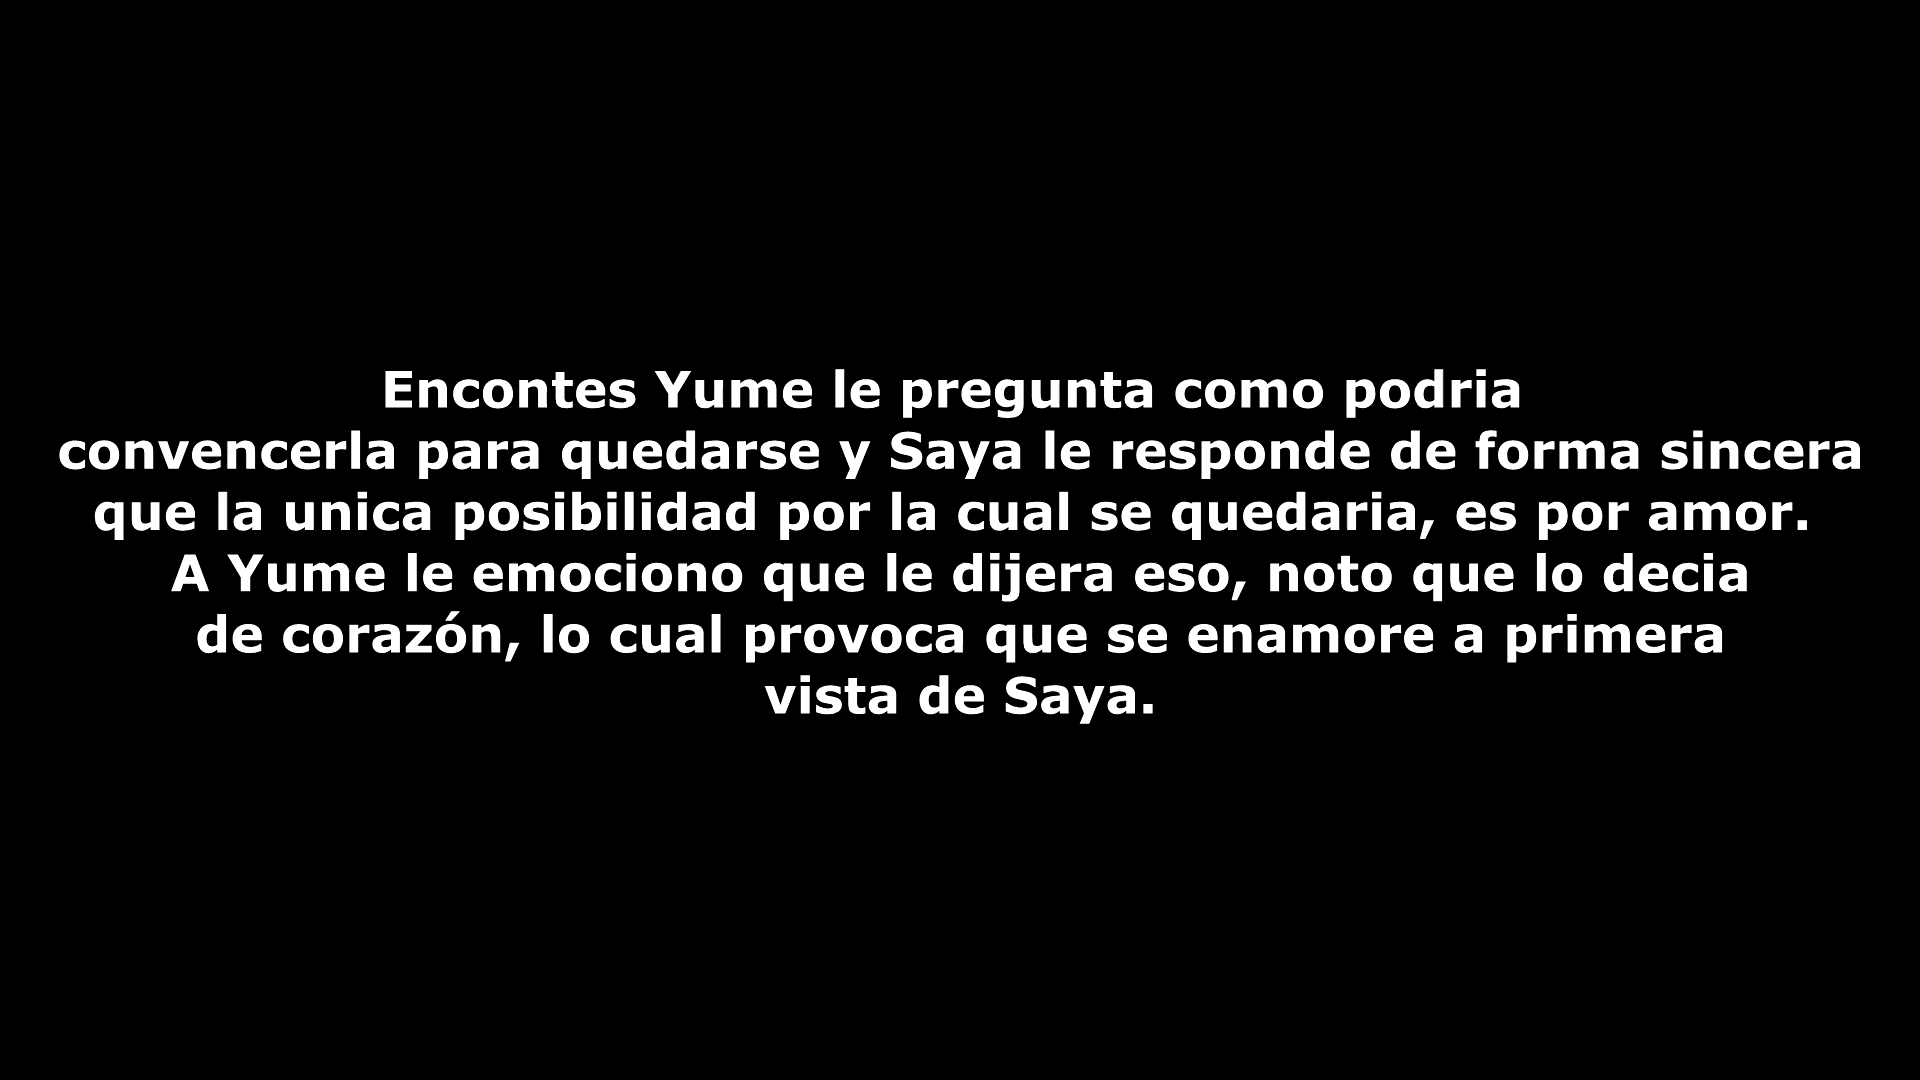 Encontes Yume le pregunta como podria
convencerla para quedarse y Saya le responde de forma sincera
que la unica posibilidad por la cual se quedaria, es por amor.
A Yume le emociono que le dijera eso, noto que lo decia
de corazón, lo cual provoca que se enamore a primera
vista de Saya.